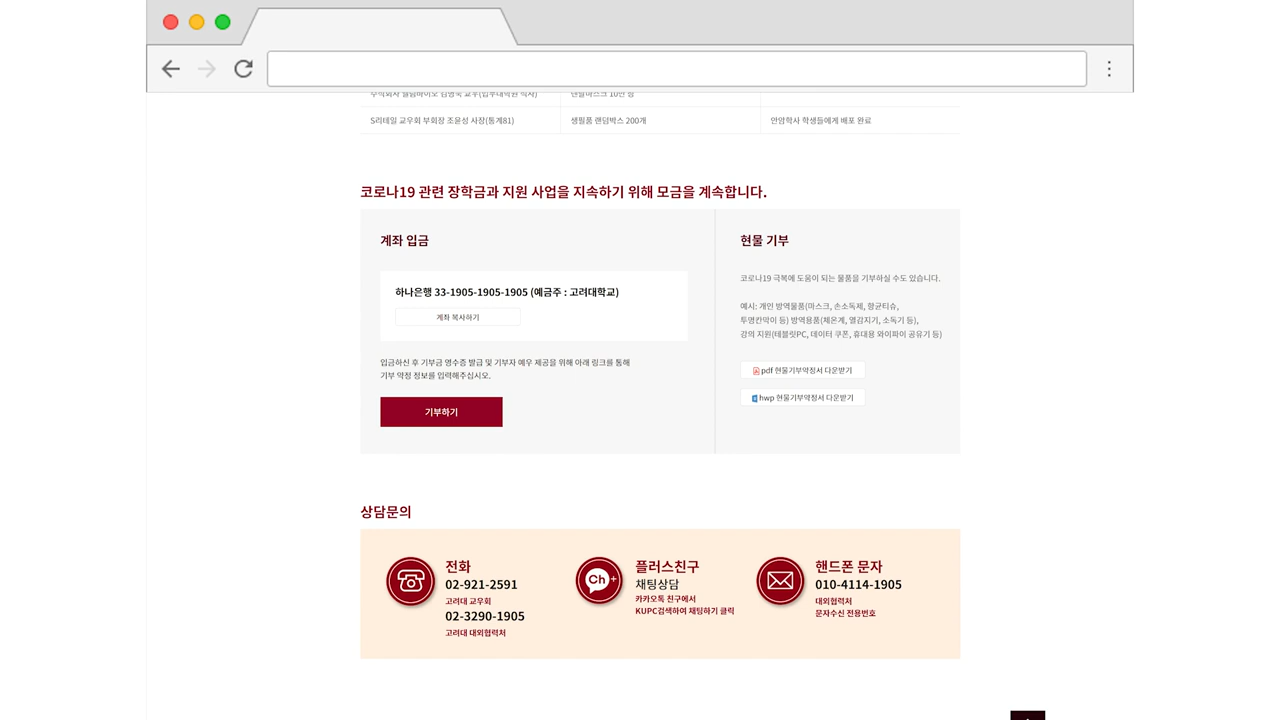 S리테일 교우회 부회장 조윤성 사장(통계81)
생필품 랜덤박스 200개
안암학사 학생들에게 배포 완료
코로나19 관련 장학금과 지원 사업을 지속하기 위해 모금을 계속합니다.
계좌 입금
하나은행 33-1905-1905-1905 (예금주 : 고려대학교)
계좌 복사하기
입금하신 후 기부금 영수증 발급 및 기부자 예우 제공을 위해 아래 링크를 통해
기부 약정 정보를 입력해주십시오.
기부하기
현물 기부
코로나19 극복에 도움이 되는 물품을 기부하실 수도 있습니다.
예시: 개인 방역물품(마스크, 손소독제, 항균티슈,
투명칸막이 등) 방역용품(체온계, 열감지기, 소독기 등),
강의 지원(테블릿PC, 데이터 쿠폰, 휴대용 와이파이 공유기 등)
pdf 현물기부약정서 다운받기
hwp 현물기부약정서 다운받기
상담문의
전화
02-921-2591
고려대 교우회
02-3290-1905
고려대 대외협력처
Ch+
플러스친구
채팅상담
카카오톡 친구에서
KUPC검색하여 채팅하기 클릭
핸드폰 문자
010-4114-1905
대외협력처
문자수신 전용번호